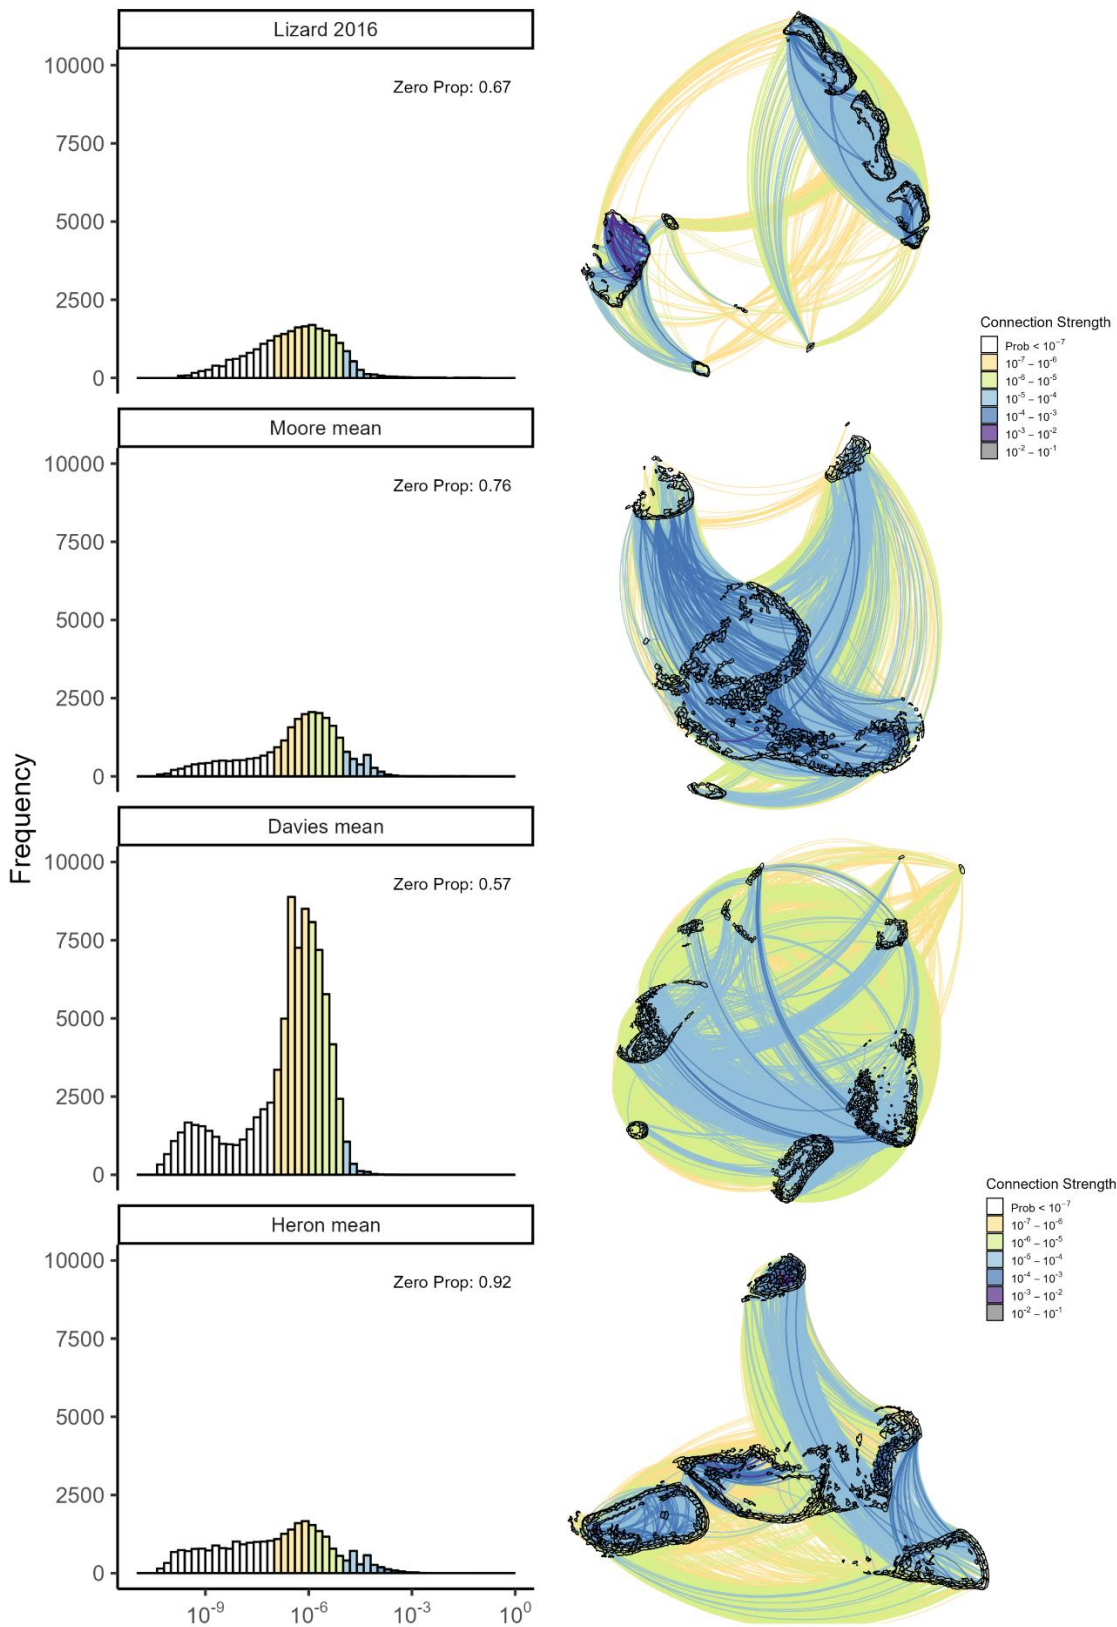 Lizard 2016
10000
Zero Prop: 0.67
7500
5000
2500
0
Connection Strength
Prob < 10⁻⁷
10⁻⁷ – 10⁻⁶
10⁻⁶ – 10⁻⁵
10⁻⁵ – 10⁻⁴
10⁻⁴ – 10⁻³
10⁻³ – 10⁻²
10⁻² – 10⁻¹
Moore mean
10000
Zero Prop: 0.76
7500
5000
2500
0
Frequency
Davies mean
10000
Zero Prop: 0.57
7500
5000
2500
0
Connection Strength
Prob < 10⁻⁷
10⁻⁷ – 10⁻⁶
10⁻⁶ – 10⁻⁵
10⁻⁵ – 10⁻⁴
10⁻⁴ – 10⁻³
10⁻³ – 10⁻²
10⁻² – 10⁻¹
Heron mean
10000
Zero Prop: 0.92
7500
5000
2500
0
10⁻⁹ 10⁻⁶ 10⁻³ 10⁰